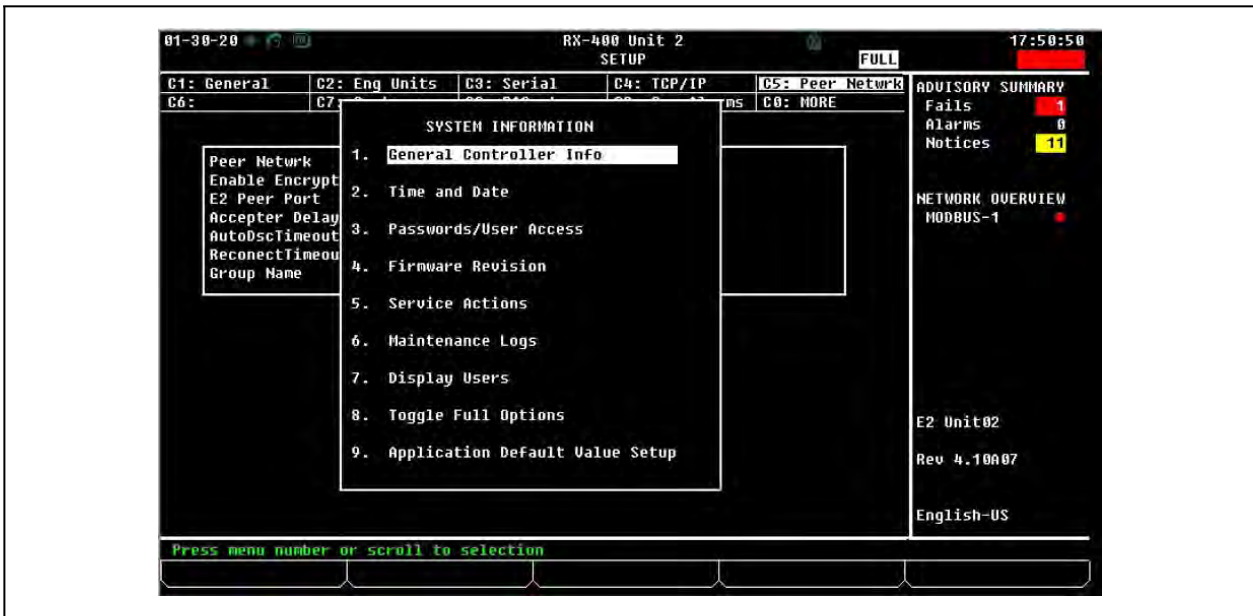 01-30-20 RX-400 Unit 2 17:50:50
SETUP FULL
C1: General C2: Eng Units C3: Serial C4: TCP/IP C5: Peer Netwrk
C6: C7: ms C0: MORE
ADVISORY SUMMARY
Fails 1
Alarms 0
Notices 11
NETWORK OVERVIEW
MODBUS-1
E2 Unit02
Rev 4.10A07
English-US
Peer Netwrk
Enable Encrypt
E2 Peer Port
Accepter Delay
AutoDscTimeout
ReconectTimeou
Group Name
SYSTEM INFORMATION
1. General Controller Info
2. Time and Date
3. Passwords/User Access
4. Firmware Revision
5. Service Actions
6. Maintenance Logs
7. Display Users
8. Toggle Full Options
9. Application Default Value Setup
Press menu number or scroll to selection